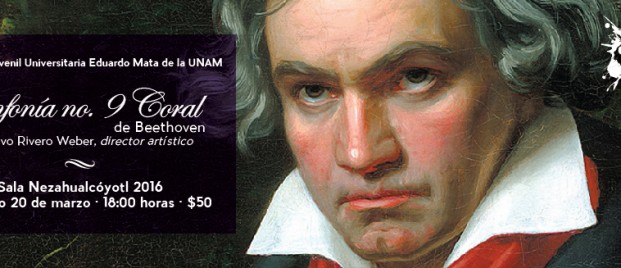 venil Universitaria Eduardo Mata de la UNAM
nfonía no. 9 Coral
de Beethoven
vo Rivero Weber, director artístico
Sala Nezahualcóyotl 2016
o 20 de marzo · 18:00 horas · $50